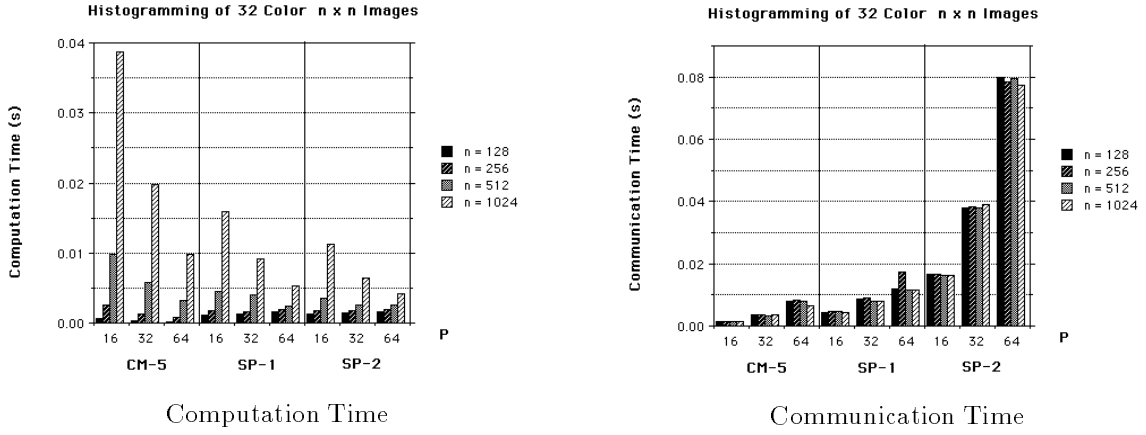 Histogramming of 32 Color n x n Images
Computation Time (s)
0.04
0.03
0.02
0.01
0.00
16 32 64 16 32 64 16 32 64
P
CM-5 SP-1 SP-2
n = 128
n = 256
n = 512
n = 1024
Computation Time
Histogramming of 32 Color n x n Images
Communication Time (s)
0.08
0.06
0.04
0.02
0.00
16 32 64 16 32 64 16 32 64
P
CM-5 SP-1 SP-2
n = 128
n = 256
n = 512
n = 1024
Communication Time